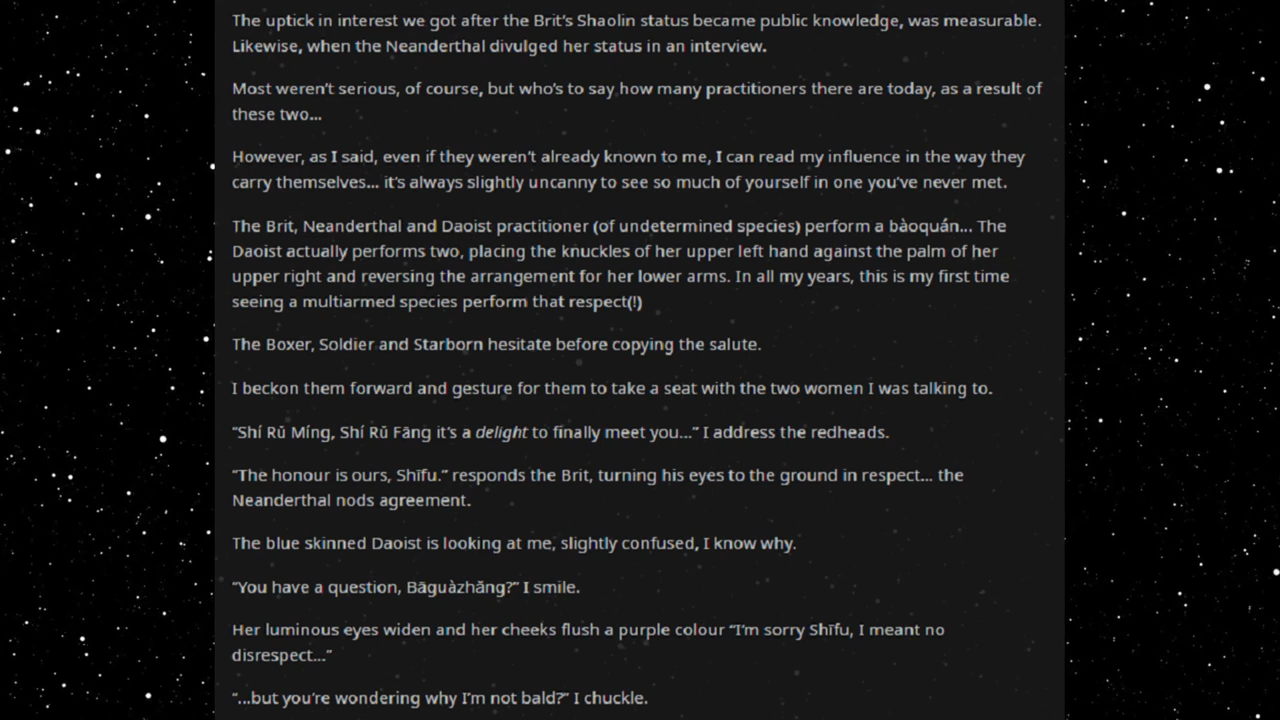 The uptick in interest we got after the Brit’s Shaolin status became public knowledge, was measurable.
Likewise, when the Neanderthal divulged her status in an interview.
Most weren’t serious, of course, but who’s to say how many practitioners there are today, as a result of
these two...
However, as I said, even if they weren’t already known to me, I can read my influence in the way they
carry themselves... it’s always slightly uncanny to see so much of yourself in one you’ve never met.
The Brit, Neanderthal and Daoist practitioner (of undetermined species) perform a bàoquán... The
Daoist actually performs two, placing the knuckles of her upper left hand against the palm of her
upper right and reversing the arrangement for her lower arms. In all my years, this is my first time
seeing a multiarmed species perform that respect(!)
The Boxer, Soldier and Starborn hesitate before copying the salute.
I beckon them forward and gesture for them to take a seat with the two women I was talking to.
“Shí Rǔ Míng, Shí Rǔ Fāng it’s a delight to finally meet you...” I address the redheads.
“The honour is ours, Shīfu.” responds the Brit, turning his eyes to the ground in respect... the
Neanderthal nods agreement.
The blue skinned Daoist is looking at me, slightly confused, I know why.
“You have a question, Bāguàzhǎng?” I smile.
Her luminous eyes widen and her cheeks flush a purple colour “I’m sorry Shīfu, I meant no
disrespect...”
“...but you’re wondering why I’m not bald?” I chuckle.